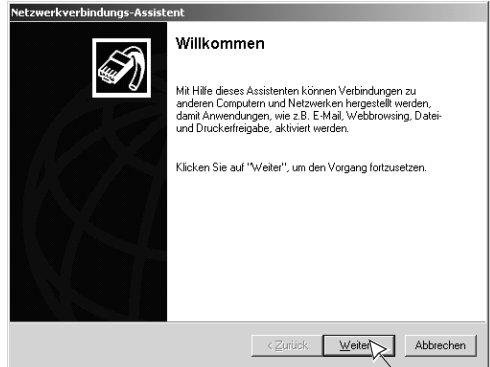 Netzwerkverbindungs-Assistent
Willkommen
Mit Hilfe dieses Assistenten können Verbindungen zu
anderen Computern und Netzwerken hergestellt werden,
damit Anwendungen, wie z.B. E-Mail, Webbrowsing, Datei-
und Druckerfreigabe, aktiviert werden.
Klicken Sie auf "Weiter", um den Vorgang fortzusetzen.
< Zurück Weiter Abbrechen